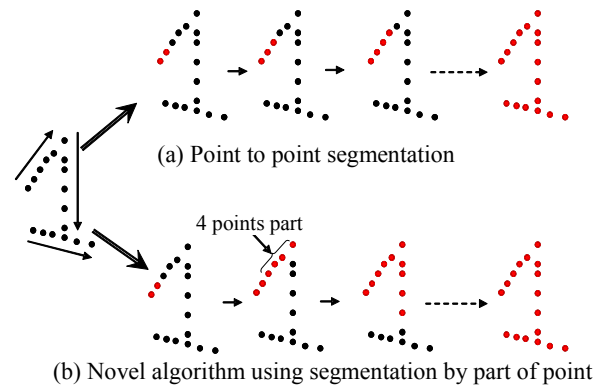 (a) Point to point segmentation
4 points part
(b) Novel algorithm using segmentation by part of point